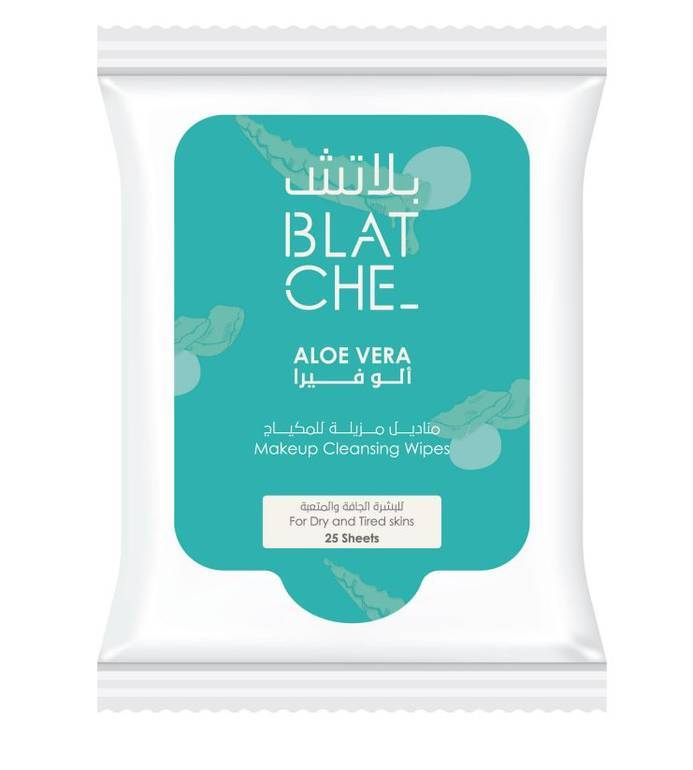 بلاتش
BLAT
CHE_
ALOE VERA
ألو فيرا
مناديل مزيلة للمكياج
Makeup Cleansing Wipes
للبشرة الجافة والمتعبة
For Dry and Tired skins
25 Sheets